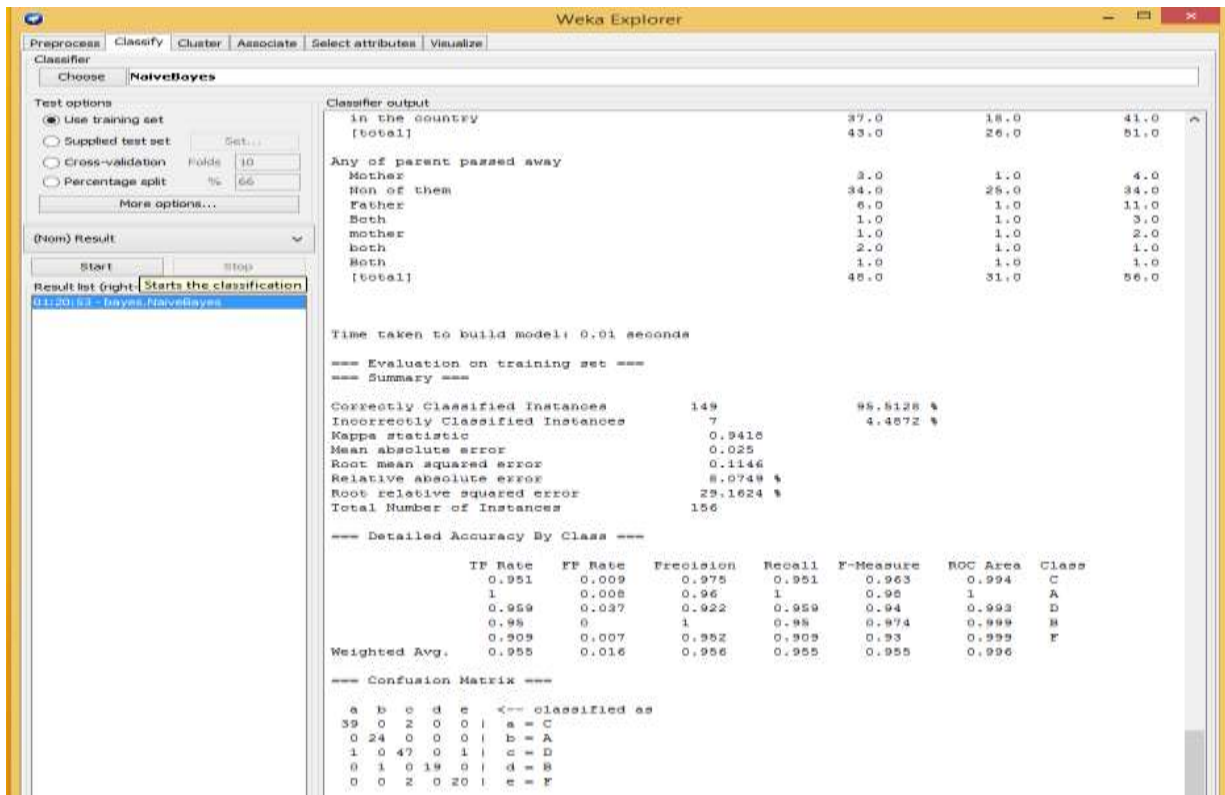 Weka Explorer
Preprocess Classify Cluster Associate Select attributes Visualize
Classifier
Choose NaiveBayes
Test options
Use training set
Supplied test set Set...
Cross-validation Folds 10
Percentage split % 66
More options...
(Nom) Result
Start Stop
Result list (right- Starts the classification
01:20:53 - bayes.NaiveBayes
Classifier output
in the country 37.0 18.0 41.0
[total] 43.0 26.0 51.0
Any of parent passed away
Mother 3.0 1.0 4.0
Non of them 34.0 25.0 34.0
Father 6.0 1.0 11.0
Both 1.0 1.0 3.0
mother 1.0 1.0 2.0
both 2.0 1.0 1.0
Both 1.0 1.0 1.0
[total] 48.0 31.0 56.0
Time taken to build model: 0.01 seconds
=== Evaluation on training set ===
=== Summary ===
Correctly Classified Instances 149 95.5128 %
Incorrectly Classified Instances 7 4.4872 %
Kappa statistic 0.9418
Mean absolute error 0.025
Root mean squared error 0.1146
Relative absolute error 8.0749 %
Root relative squared error 29.1624 %
Total Number of Instances 156
=== Detailed Accuracy By Class ===
TP Rate FP Rate Precision Recall F-Measure ROC Area Class
0.951 0.009 0.975 0.951 0.963 0.994 C
1 0.008 0.96 1 0.98 1 A
0.959 0.037 0.922 0.959 0.94 0.993 D
0.95 0 1 0.95 0.974 0.999 B
0.909 0.007 0.952 0.909 0.93 0.999 F
Weighted Avg. 0.955 0.016 0.956 0.955 0.955 0.996
=== Confusion Matrix ===
a b c d e <-- classified as
39 0 2 0 0 | a = C
0 24 0 0 0 | b = A
1 0 47 0 1 | c = D
0 1 0 19 0 | d = B
0 0 2 0 20 | e = F